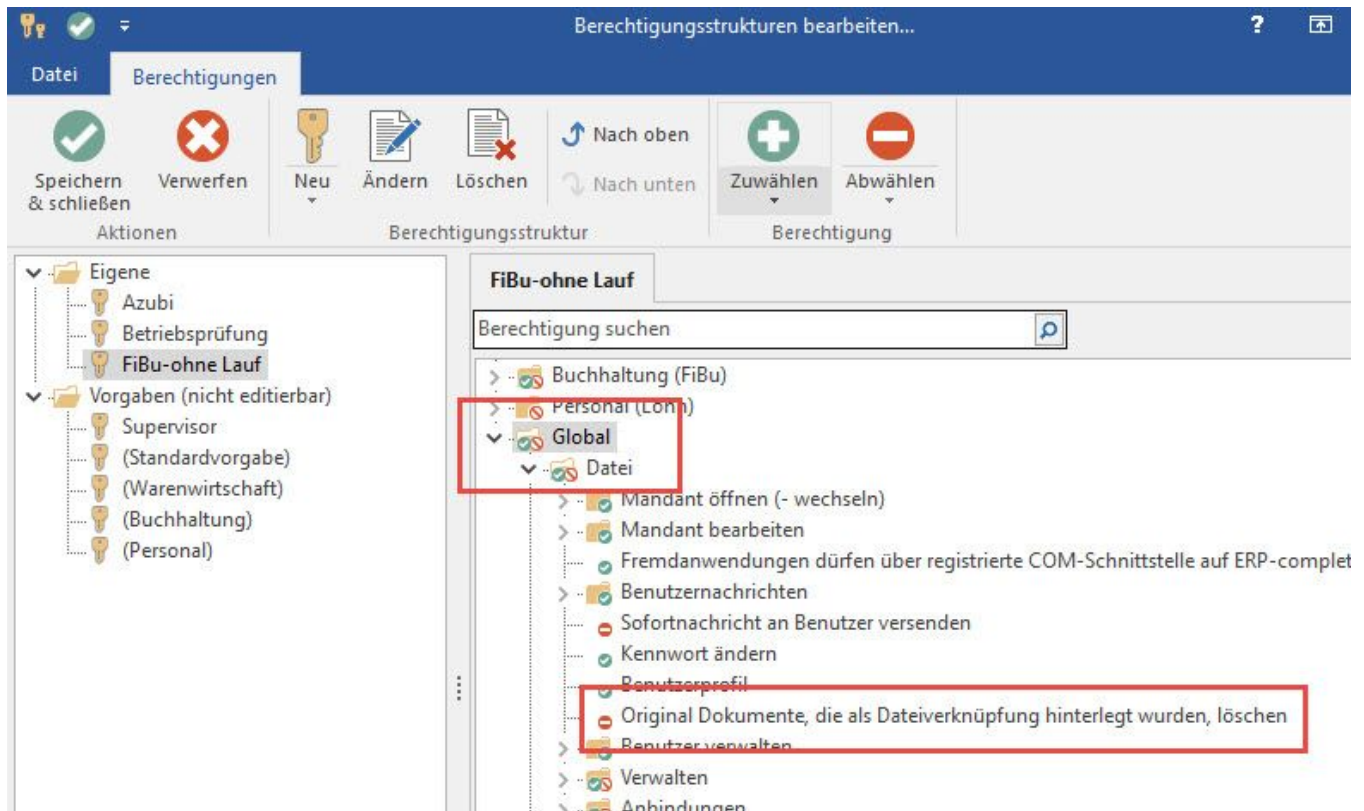 Berechtigungsstrukturen bearbeiten...
?
Datei
Berechtigungen
Speichern
& schließen
Verwerfen
Neu
Ändern
Löschen
Nach oben
Nach unten
Zuwählen
Abwählen
Aktionen
Berechtigungsstruktur
Berechtigung
Eigene
Azubi
Betriebsprüfung
FiBu-ohne Lauf
Vorgaben (nicht editierbar)
Supervisor
(Standardvorgabe)
(Warenwirtschaft)
(Buchhaltung)
(Personal)
FiBu-ohne Lauf
Berechtigung suchen
Buchhaltung (FiBu)
Personal (Lohn)
Global
Datei
Mandant öffnen (- wechseln)
Mandant bearbeiten
Fremdanwendungen dürfen über registrierte COM-Schnittstelle auf ERP-complet
Benutzernachrichten
Sofortnachricht an Benutzer versenden
Kennwort ändern
Benutzerprofil
Original Dokumente, die als Dateiverknüpfung hinterlegt wurden, löschen
Benutzer verwalten
Verwalten
Anbindungen